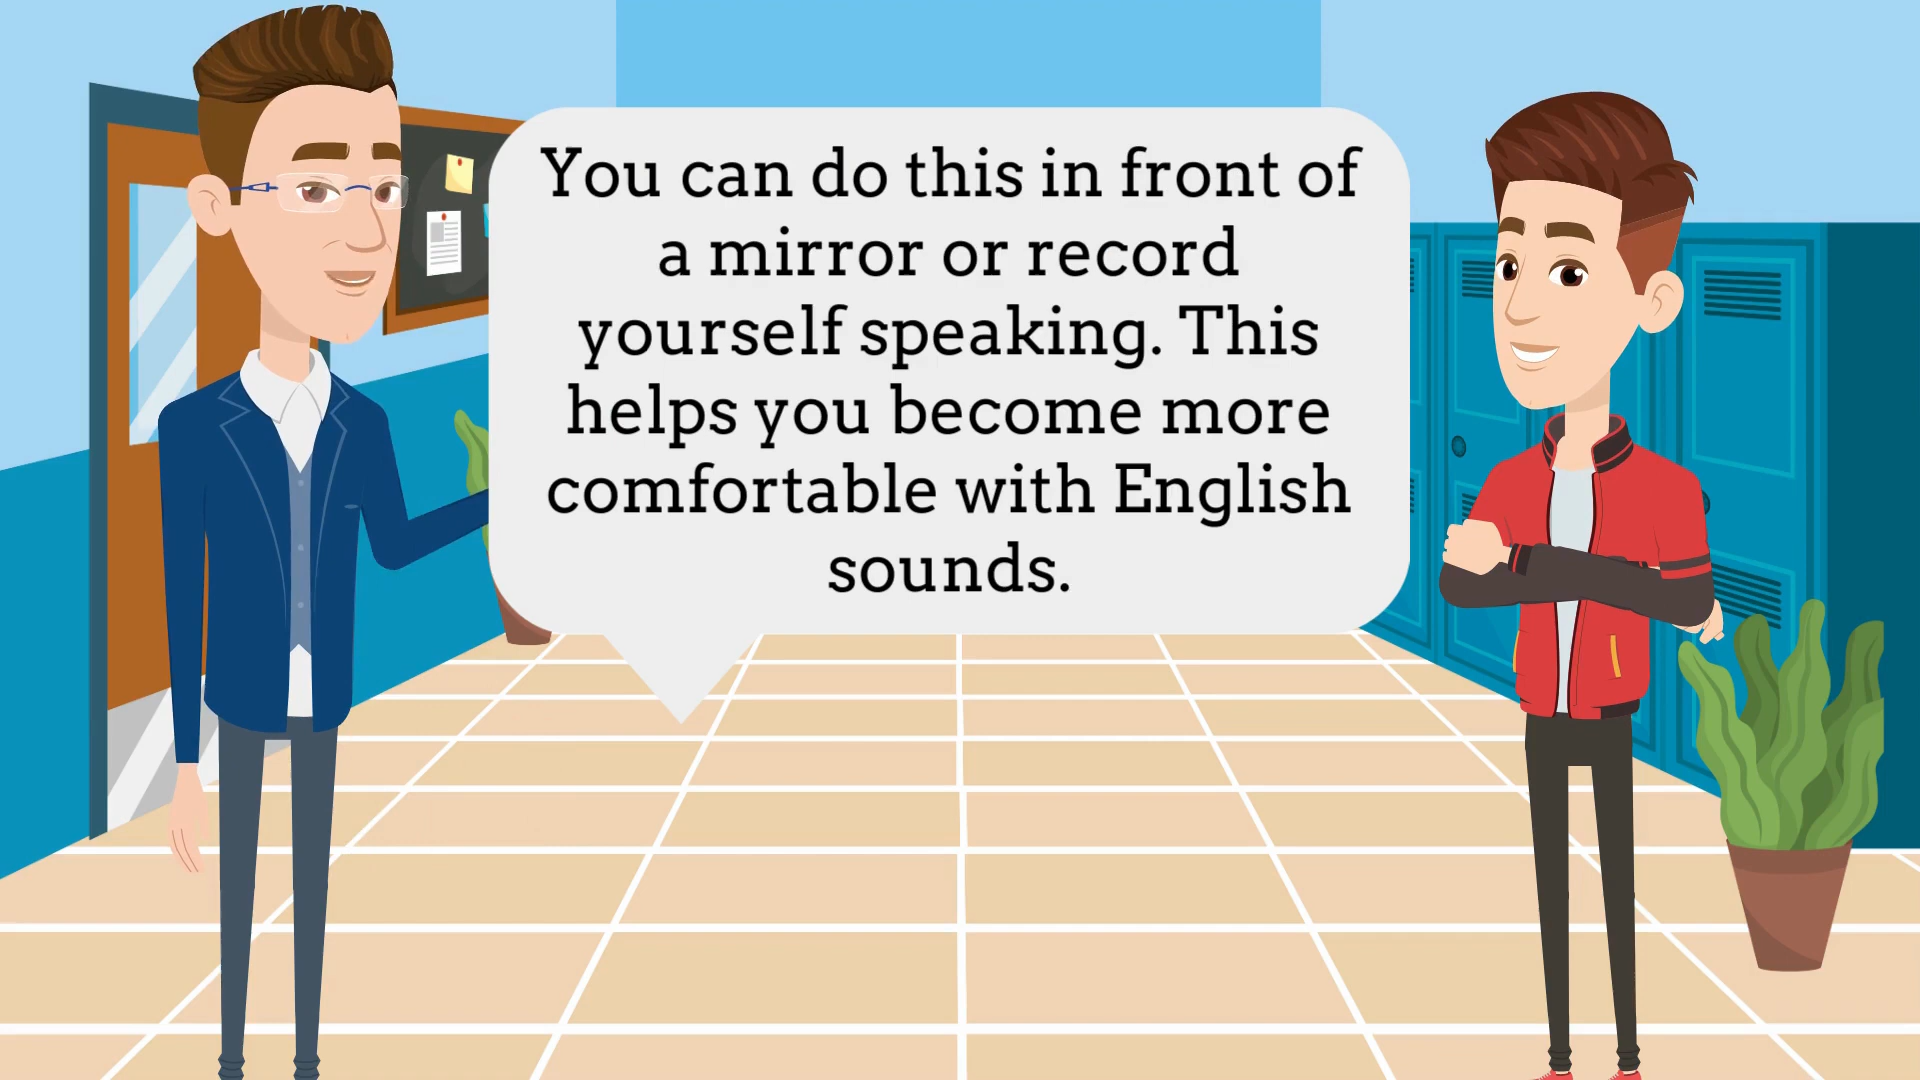 You can do this in front of
a mirror or record
yourself speaking. This
helps you become more
comfortable with English
sounds.